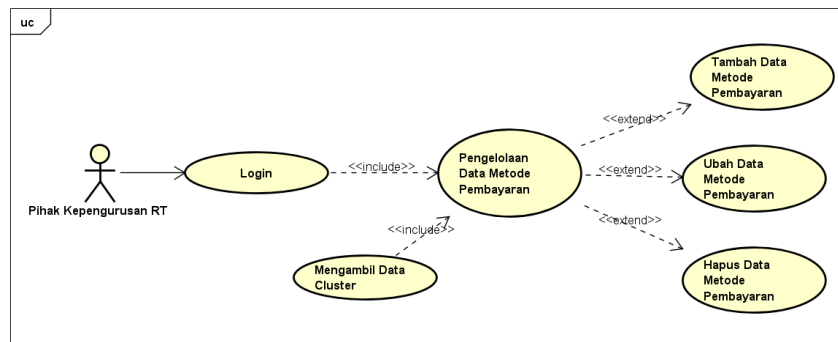 uc
Tambah Data
Metode
Pembayaran
<<extend>>
Pihak Kepengurusan RT
Login
<<include>>
Pengelolaan
Data Metode
Pembayaran
<<extend>>
Ubah Data
Metode
Pembayaran
<<include>>
Mengambil Data
Cluster
<<extend>>
Hapus Data
Metode
Pembayaran